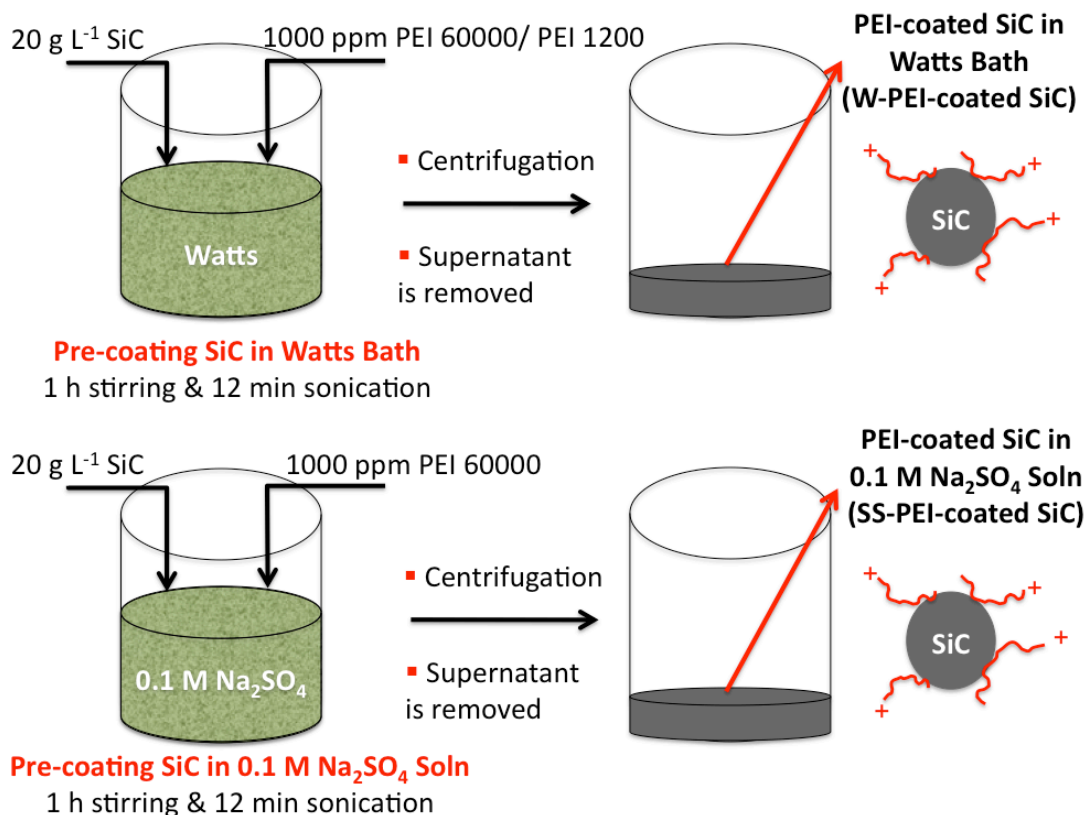 20 g L⁻¹ SiC
1000 ppm PEI 60000/ PEI 1200
Watts
Pre-coating SiC in Watts Bath
1 h stirring & 12 min sonication
▪ Centrifugation
▪ Supernatant
is removed
PEI-coated SiC in
Watts Bath
(W-PEI-coated SiC)
+
+
SiC
+
+
20 g L⁻¹ SiC
1000 ppm PEI 60000
0.1 M Na₂SO₄
Pre-coating SiC in 0.1 M Na₂SO₄ Soln
1 h stirring & 12 min sonication
▪ Centrifugation
▪ Supernatant
is removed
PEI-coated SiC in
0.1 M Na₂SO₄ Soln
(SS-PEI-coated SiC)
+
+
SiC
+
+